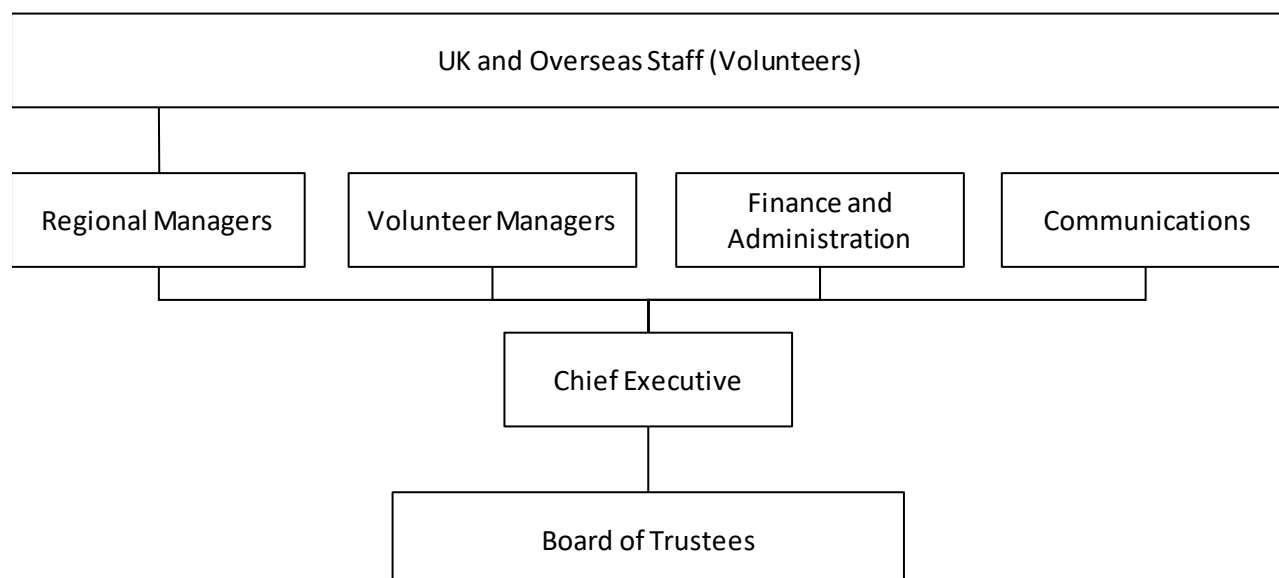 UK and Overseas Staff (Volunteers)
Regional Managers
Volunteer Managers
Finance and
Administration
Communications
Chief Executive
Board of Trustees